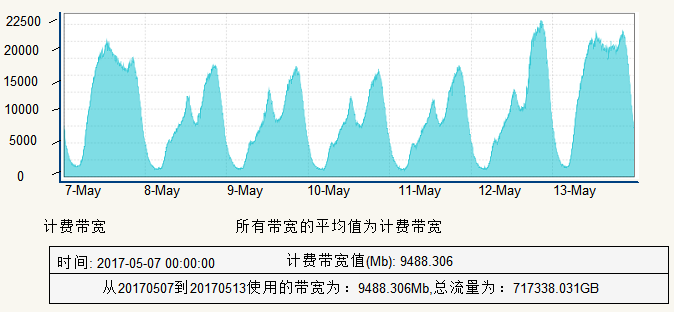 22500
20000
15000
10000
5000
0
7-May 8-May 9-May 10-May 11-May 12-May 13-May
计费带宽 所有带宽的平均值为计费带宽
时间: 2017-05-07 00:00:00 计费带宽值(Mb): 9488.306
从20170507到20170513使用的带宽为：9488.306Mb,总流量为：717338.031GB